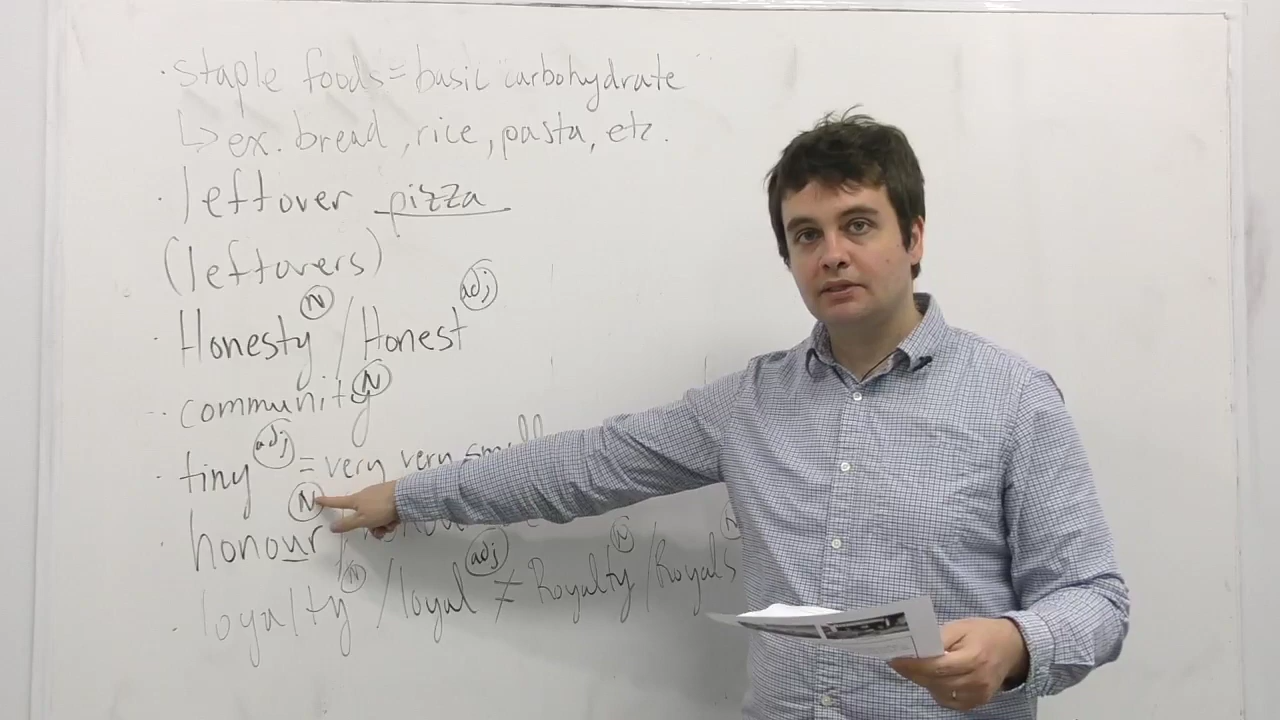 · staple foods = basic "carbohydrate"
↳ ex. bread, rice, pasta, etc.
· leftover pizza
(leftovers)
· Honesty (N) / Honest (adj)
· community (N)
· tiny (adj) = very very small
· honour (N) /
· loyalty (N) / loyal (adj) ≠ Royalty (N) / Royals (N)